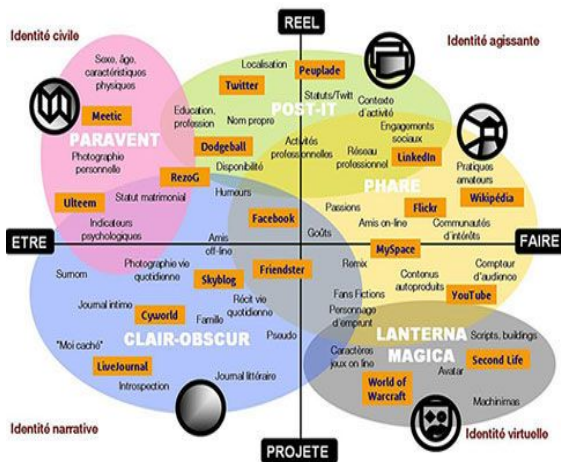 REEL
Identité civile
Identité agissante
Sexe, âge,
caractéristiques
physiques
Localisation
Peuplade
Twitter
POST-IT
Statuts/Twitt
Contexte
d'activité
Meetic
Education,
profession
Nom propre
Engagements
sociaux
PARAVENT
Dodgeball
Activités
professionnelles
Réseau
professionnel
LinkedIn
Photographie
personnelle
Disponibilité
PHARE
Pratiques
amateurs
RezoG
Statut matrimonial
Humeurs
Ulteem
Passions
Flickr
Wikipédia
Indicateurs
psychologiques
Facebook
Goûts
Amis on-line
Communautés
d'intérêts
ETRE
FAIRE
Amis
off-line
MySpace
Surnom
Photographie vie
quotidienne
Friendster
Remix
Compteur
d'audience
Skyblog
Contenus
autoproduits
Journal intime
Récit vie
quotidienne
Fans Fictions
YouTube
Cyworld
Famille
Personnage
d'emprunt
CLAIR-OBSCUR
Pseudo
LANTERNA
MAGICA
Scripts, buildings
"Moi caché"
Caractères
jeux on line
Second Life
LiveJournal
Avatar
Introspection
Journal littéraire
World of
Warcraft
Machinimas
Identité narrative
Identité virtuelle
PROJETE